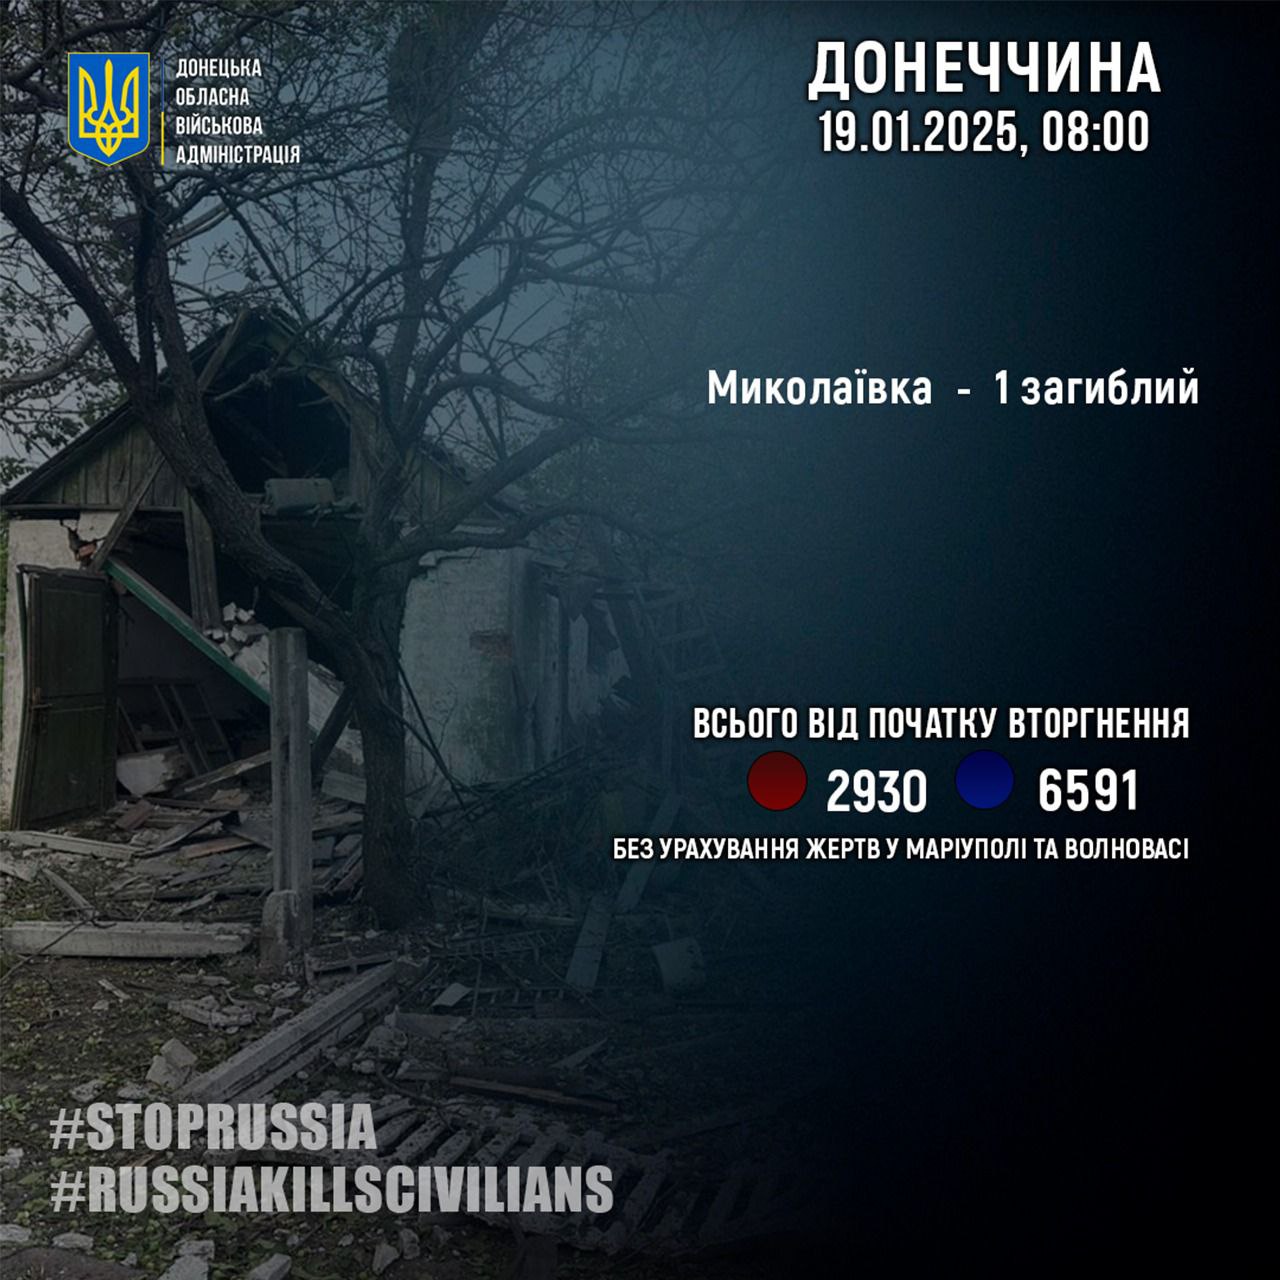 ДОНЕЦЬКА
ОБЛАСНА
ВІЙСЬКОВА
АДМІНІСТРАЦІЯ
ДОНЕЧЧИНА
19.01.2025, 08:00
Миколаївка - 1 загиблий
ВСЬОГО ВІД ПОЧАТКУ ВТОРГНЕННЯ
2930 6591
БЕЗ УРАХУВАННЯ ЖЕРТВ У МАРІУПОЛІ ТА ВОЛНОВАСІ
#STOPRUSSIA
#RUSSIAKILLSCIVILIANS